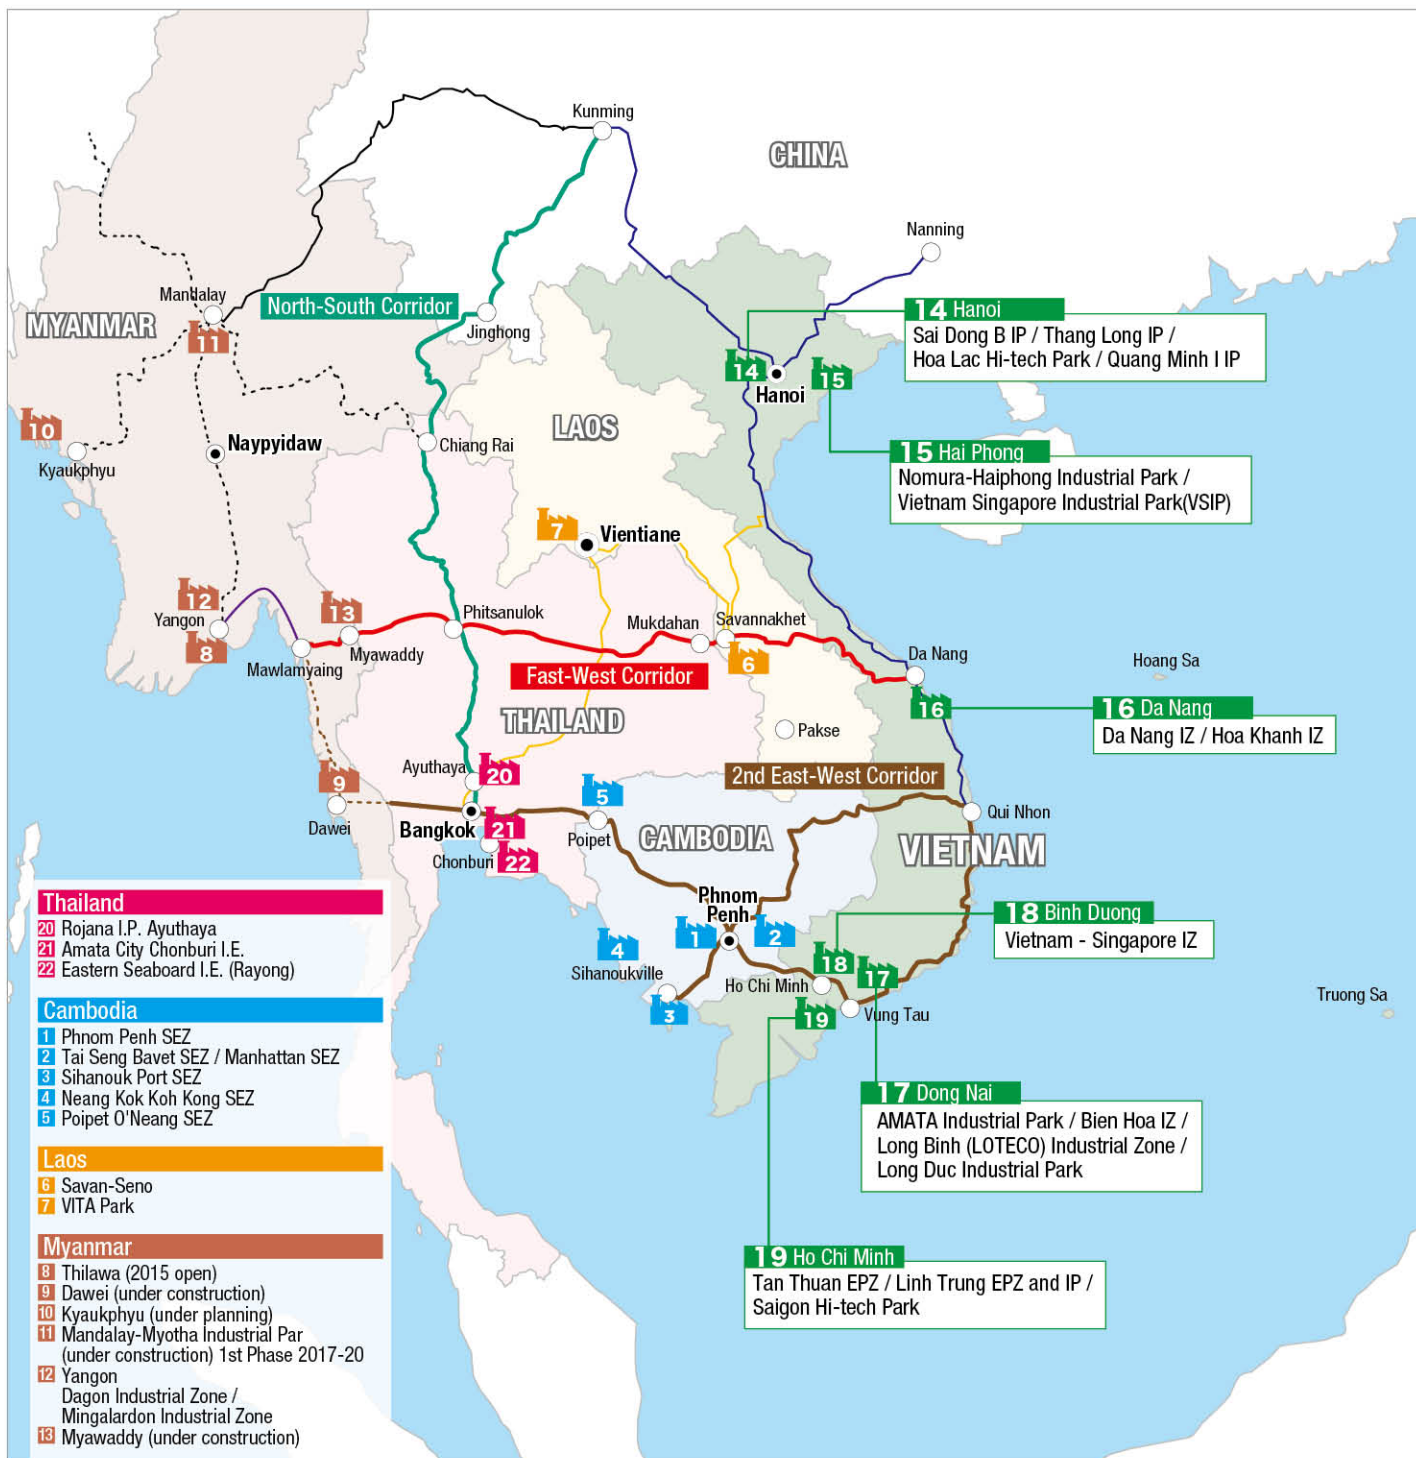 Kunming
CHINA
Nanning
Mandalay
North-South Corridor
MYANMAR
11
Jinghong
14 Hanoi
Sai Dong B IP / Thang Long IP /
Hoa Lac Hi-tech Park / Quang Minh I IP
14
15
Hanoi
10
Kyaukphyu
Naypyidaw
LAOS
Chiang Rai
15 Hai Phong
Nomura-Haiphong Industrial Park /
Vietnam Singapore Industrial Park(VSIP)
7
Vientiane
12
Yangon
8
13
Phitsanulok
Mukdahan
Savannakhet
Mawlamyaing
Myawaddy
6
Fast-West Corridor
Da Nang
Hoang Sa
THAILAND
16
16 Da Nang
Da Nang IZ / Hoa Khanh IZ
Pakse
Ayuthaya
20
2nd East-West Corridor
9
Dawei
5
Bangkok
21
Poipet
CAMBODIA
Qui Nhon
VIETNAM
Chonburi
22
Phnom
Penh
1
2
4
Sihanoukville
3
18 Binh Duong
Vietnam - Singapore IZ
18
17
Ho Chi Minh
19
Vung Tau
Truong Sa
17 Dong Nai
AMATA Industrial Park / Bien Hoa IZ /
Long Binh (LOTECO) Industrial Zone /
Long Duc Industrial Park
19 Ho Chi Minh
Tan Thuan EPZ / Linh Trung EPZ and IP /
Saigon Hi-tech Park
Thailand
20 Rojana I.P. Ayuthaya
21 Amata City Chonburi I.E.
22 Eastern Seaboard I.E. (Rayong)
Cambodia
1 Phnom Penh SEZ
2 Tai Seng Bavet SEZ / Manhattan SEZ
3 Sihanouk Port SEZ
4 Neang Kok Koh Kong SEZ
5 Poipet O'Neang SEZ
Laos
6 Savan-Seno
7 VITA Park
Myanmar
8 Thilawa (2015 open)
9 Dawei (under construction)
10 Kyaukphyu (under planning)
11 Mandalay-Myotha Industrial Par
(under construction) 1st Phase 2017-20
12 Yangon
Dagon Industrial Zone /
Mingalardon Industrial Zone
13 Myawaddy (under construction)